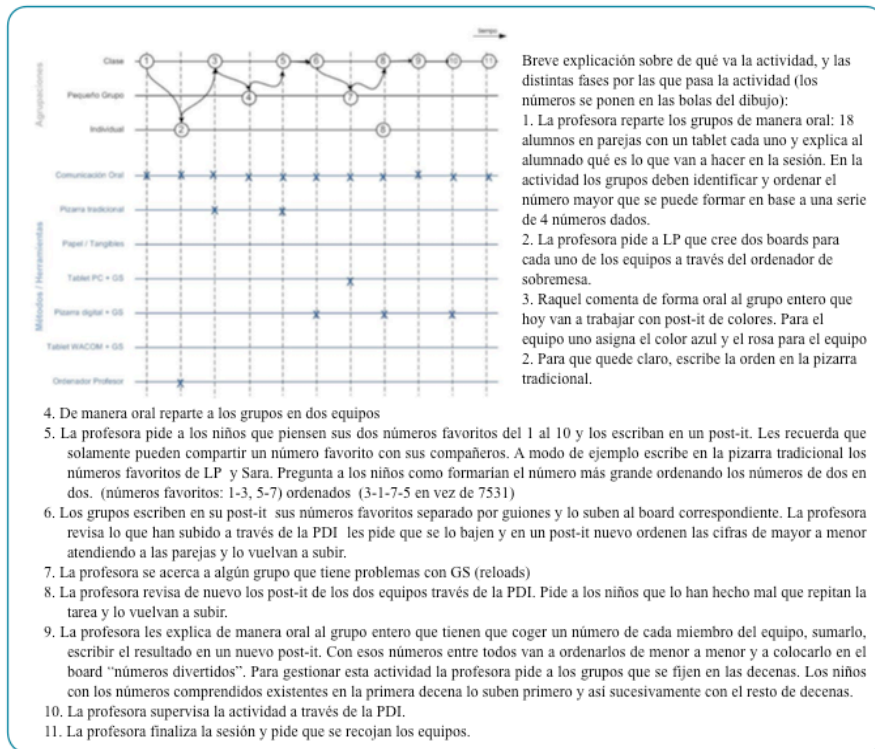 tiempo
Clase
1
3
5
6
8
9
10
11
Pequeño Grupo
4
7
Individual
2
8
Agrupaciones
Comunicación Oral
Pizarra tradicional
Papel / Tangibles
Tablet PC + GS
Pizarra digital + GS
Tablet WACOM + GS
Ordenador Profesor
Métodos / Herramientas
Breve explicación sobre de qué va la actividad, y las
distintas fases por las que pasa la actividad (los
números se ponen en las bolas del dibujo):
1. La profesora reparte los grupos de manera oral: 18
alumnos en parejas con un tablet cada uno y explica al
alumnado qué es lo que van a hacer en la sesión. En la
actividad los grupos deben identificar y ordenar el
número mayor que se puede formar en base a una serie
de 4 números dados.
2. La profesora pide a LP que cree dos boards para
cada uno de los equipos a través del ordenador de
sobremesa.
3. Raquel comenta de forma oral al grupo entero que
hoy van a trabajar con post-it de colores. Para el
equipo uno asigna el color azul y el rosa para el equipo
2. Para que quede claro, escribe la orden en la pizarra
tradicional.
4. De manera oral reparte a los grupos en dos equipos
5. La profesora pide a los niños que piensen sus dos números favoritos del 1 al 10 y los escriban en un post-it. Les recuerda que
solamente pueden compartir un número favorito con sus compañeros. A modo de ejemplo escribe en la pizarra tradicional los
números favoritos de LP y Sara. Pregunta a los niños como formarían el número más grande ordenando los números de dos en
dos. (números favoritos: 1-3, 5-7) ordenados (3-1-7-5 en vez de 7531)
6. Los grupos escriben en su post-it sus números favoritos separado por guiones y lo suben al board correspondiente. La profesora
revisa lo que han subido a través de la PDI les pide que se lo bajen y en un post-it nuevo ordenen las cifras de mayor a menor
atendiendo a las parejas y lo vuelvan a subir.
7. La profesora se acerca a algún grupo que tiene problemas con GS (reloads)
8. La profesora revisa de nuevo los post-it de los dos equipos través de la PDI. Pide a los niños que lo han hecho mal que repitan la
tarea y lo vuelvan a subir.
9. La profesora les explica de manera oral al grupo entero que tienen que coger un número de cada miembro del equipo, sumarlo,
escribir el resultado en un nuevo post-it. Con esos números entre todos van a ordenarlos de menor a menor y a colocarlo en el
board "números divertidos". Para gestionar esta actividad la profesora pide a los grupos que se fijen en las decenas. Los niños
con los números comprendidos existentes en la primera decena lo suben primero y así sucesivamente con el resto de decenas.
10. La profesora supervisa la actividad a través de la PDI.
11. La profesora finaliza la sesión y pide que se recojan los equipos.